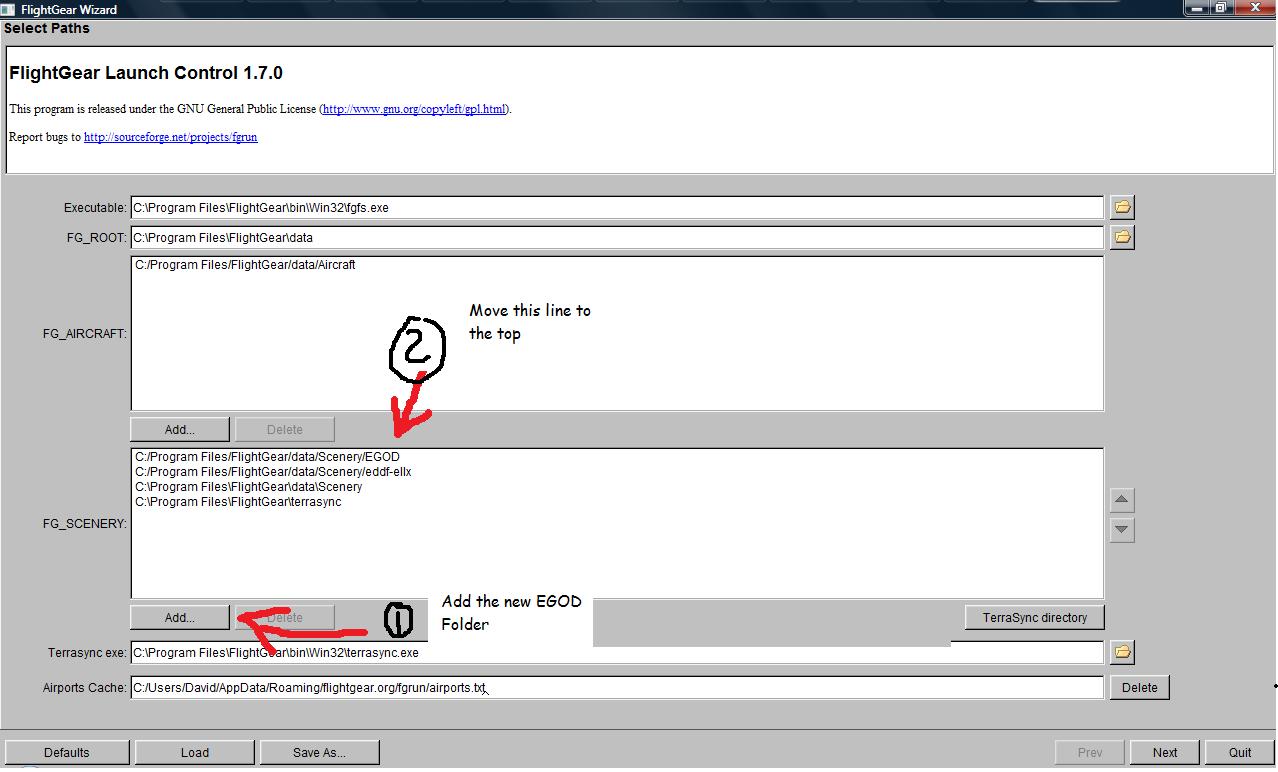 FlightGear Wizard
Select Paths
FlightGear Launch Control 1.7.0
This program is released under the GNU General Public License (http://www.gnu.org/copyleft/gpl.html).
Report bugs to http://sourceforge.net/projects/fgrun
Executable: C:\Program Files\FlightGear\bin\Win32\fgfs.exe
FG_ROOT: C:\Program Files\FlightGear\data
FG_AIRCRAFT: C:/Program Files/FlightGear/data/Aircraft
2 Move this line to
the top
Add... Delete
FG_SCENERY:
C:/Program Files/FlightGear/data/Scenery/EGOD
C:/Program Files/FlightGear/data/Scenery/eddf-ellx
C:\Program Files\FlightGear\data\Scenery
C:\Program Files\FlightGear\terrasync
Add... Delete
1 Add the new EGOD
Folder
TerraSync directory
Terrasync exe: C:\Program Files\FlightGear\bin\Win32\terrasync.exe
Airports Cache: C:/Users/David/AppData/Roaming/flightgear.org/fgrun/airports.txt Delete
Defaults Load Save As... Prev Next Quit